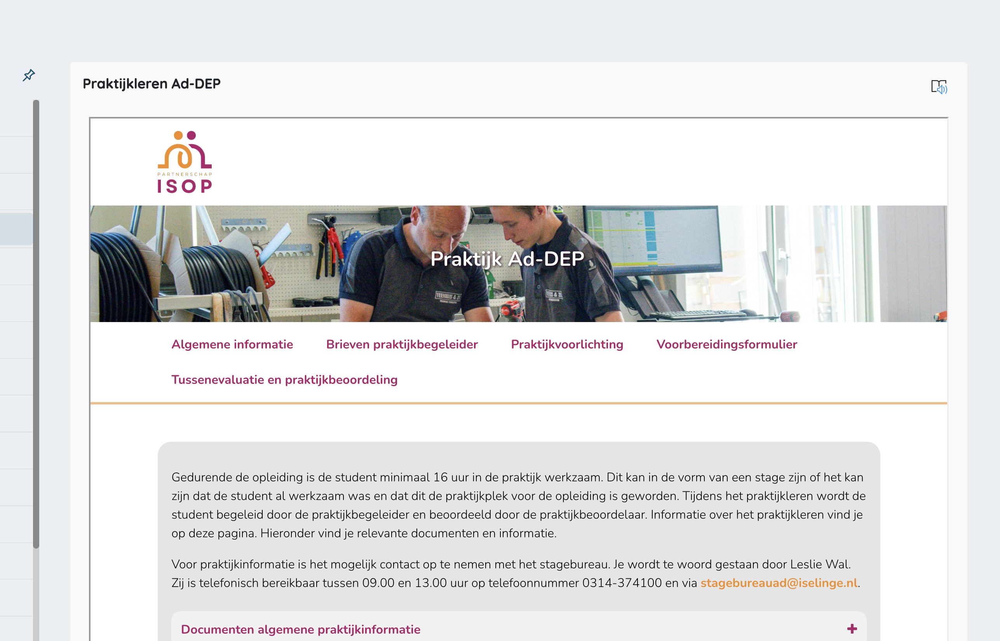 Praktijkleren Ad-DEP
PARTNERSCHAP
ISOP
Praktijk Ad-DEP
VEENHUIS &
Algemene informatie
Brieven praktijkbegeleider
Praktijkvoorlichting
Voorbereidingsformulier
Tussenevaluatie en praktijkbeoordeling
Gedurende de opleiding is de student minimaal 16 uur in de praktijk werkzaam. Dit kan in de vorm van een stage zijn of het kan
zijn dat de student al werkzaam was en dat dit de praktijkplek voor de opleiding is geworden. Tijdens het praktijkleren wordt de
student begeleid door de praktijkbegeleider en beoordeeld door de praktijkbeoordelaar. Informatie over het praktijkleren vind je
op deze pagina. Hieronder vind je relevante documenten en informatie.
Voor praktijkinformatie is het mogelijk contact op te nemen met het stagebureau. Je wordt te woord gestaan door Leslie Wal.
Zij is telefonisch bereikbaar tussen 09.00 en 13.00 uur op telefoonnummer 0314-374100 en via stagebureauad@iselinge.nl.
Documenten algemene praktijkinformatie